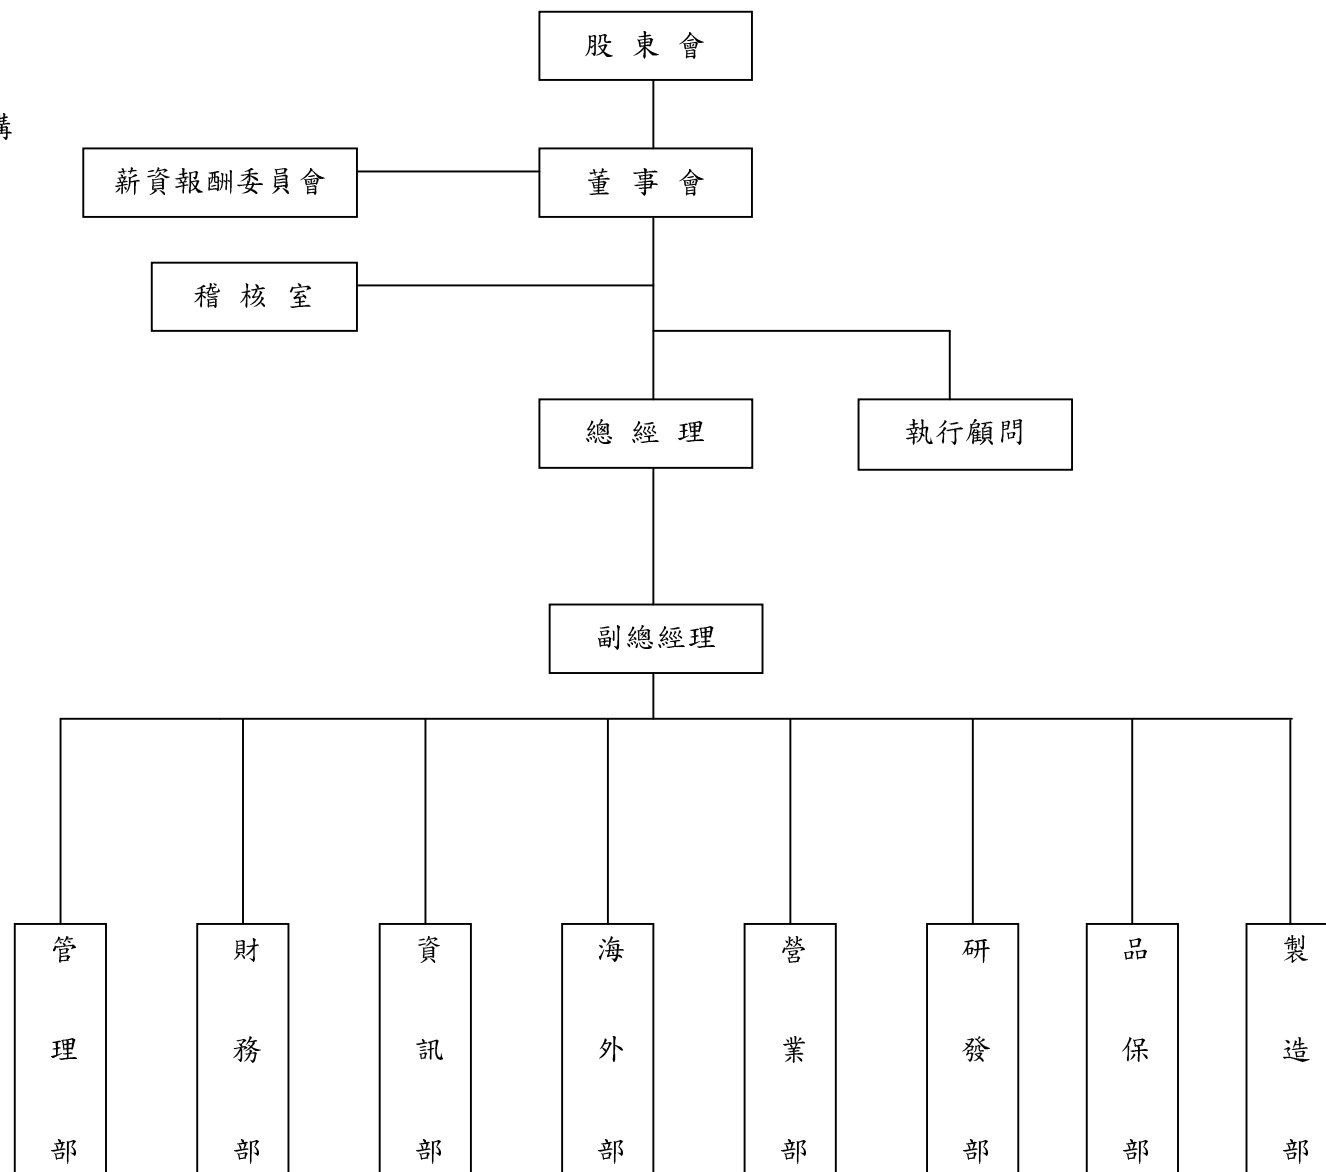 股 東 會
構
薪資報酬委員會
董 事 會
稽 核 室
總 經 理
執行顧問
副總經理
管理部
財務部
資訊部
海外部
營業部
研發部
品保部
製造部